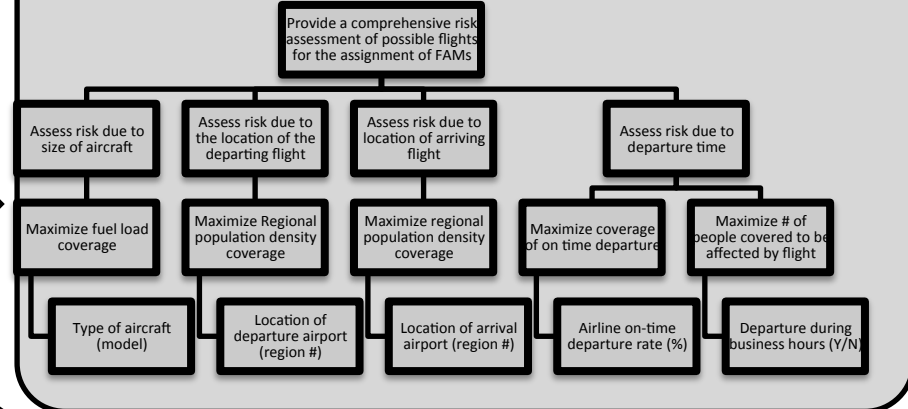 Provide a comprehensive risk
assessment of possible flights
for the assignment of FAMs
Assess risk due to
size of aircraft
Assess risk due to
the location of the
departing flight
Assess risk due to
location of arriving
flight
Assess risk due to
departure time
Maximize fuel load
coverage
Maximize Regional
population density
coverage
Maximize regional
population density
coverage
Maximize coverage
of on time departure
Maximize # of
people covered to be
affected by flight
Type of aircraft
(model)
Location of
departure airport
(region #)
Location of arrival
airport (region #)
Airline on-time
departure rate (%)
Departure during
business hours (Y/N)